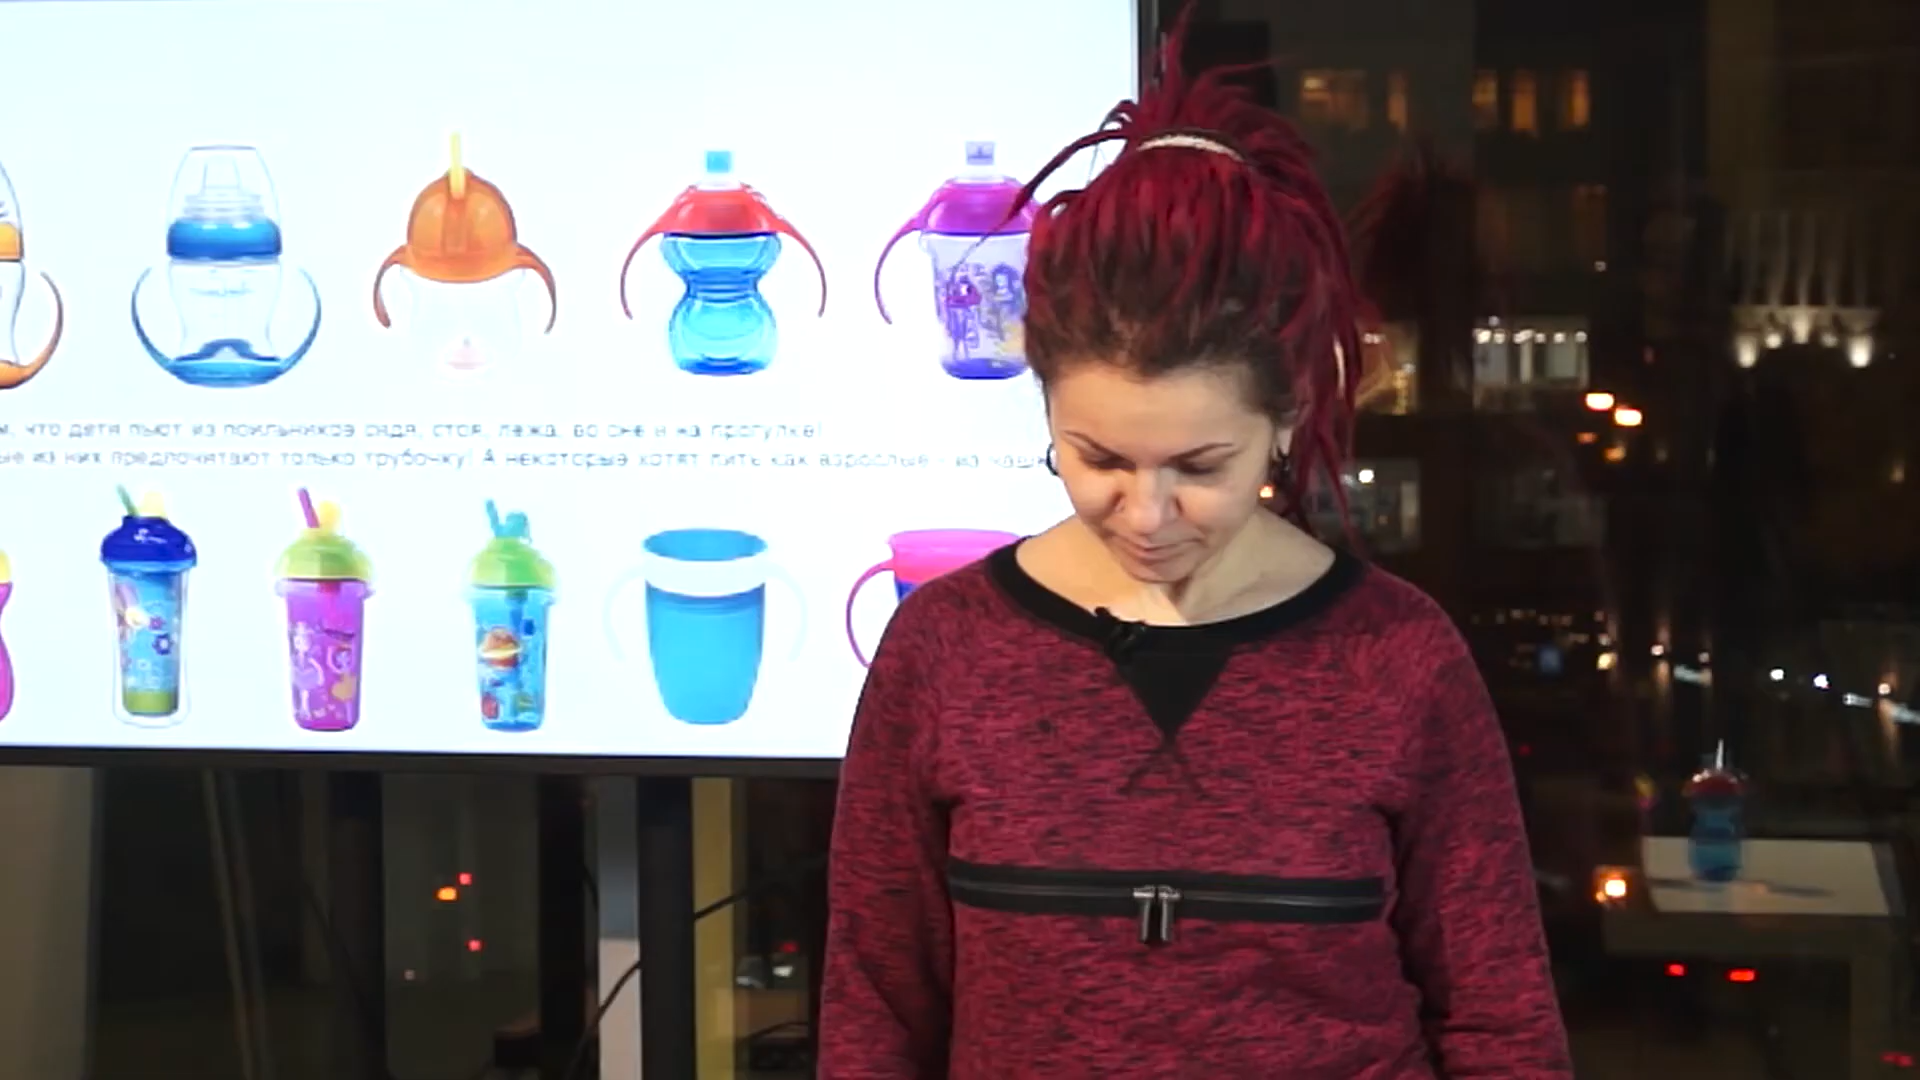 что дети пьют из поильников сидя, стоя, лежа, во сне и на прогулке!
из них предпочитают только трубочку! А некоторые хотят пить как взрослые - из